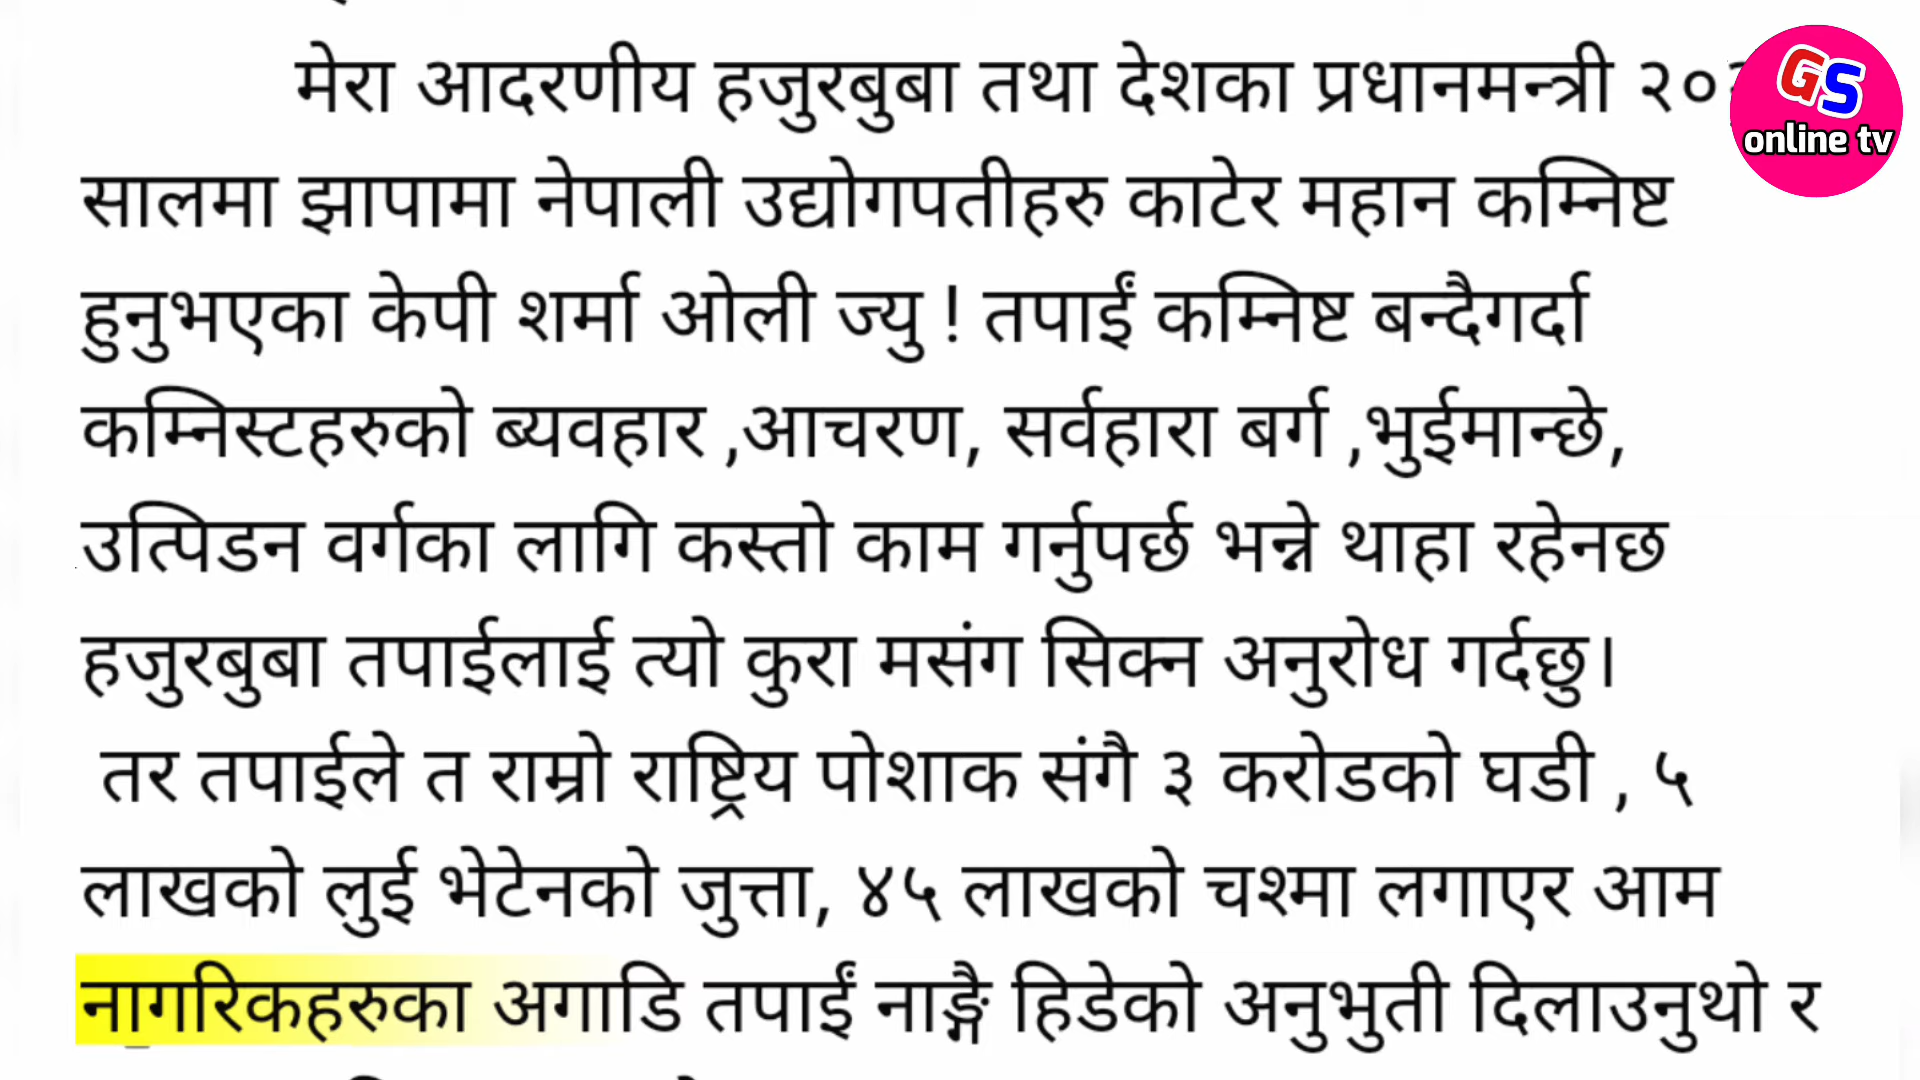 मेरा आदरणीय हजुरबुबा तथा देशका प्रधानमन्त्री
सालमा झापामा नेपाली उद्योगपतीहरु काटेर महान कम्निष्ट
हुनुभएका केपी शर्मा ओली ज्यु ! तपाईं कम्निष्ट बन्दैगर्दा
कम्निस्टहरुको ब्यवहार ,आचरण, सर्वहारा बर्ग ,भुईमान्छे,
उत्पिडन वर्गका लागि कस्तो काम गर्नुपर्छ भन्ने थाहा रहेनछ
हजुरबुबा तपाईलाई त्यो कुरा मसंग सिक्न अनुरोध गर्दछु।
तर तपाईले त राम्रो राष्ट्रिय पोशाक संगै ३ करोडको घडी , ५
लाखको लुई भेटेनको जुत्ता, ४५ लाखको चश्मा लगाएर आम
नागरिकहरुका अगाडि तपाईं नाङ्गै हिडेको अनुभुती दिलाउनुथो र
GS
online tv